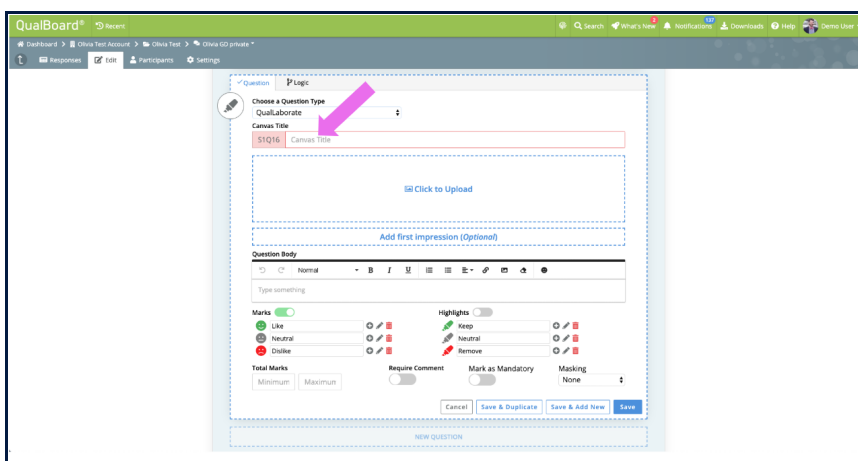 QualBoard® Recent Search What's New Notifications 137 Downloads Help Demo User
Dashboard > Olivia Test Account > Olivia Test > Olivia GD private
t Responses Edit Participants Settings
Question Logic
Choose a Question Type
QualLaborate
Canvas Title
S1Q16 Canvas Title
Click to Upload
Add first impression (Optional)
Question Body
Normal B I U
Type something
Marks Highlights
Like Keep
Neutral Neutral
Dislike Remove
Total Marks Require Comment Mark as Mandatory Masking
Minimum Maximum None
Cancel Save & Duplicate Save & Add New Save
NEW QUESTION